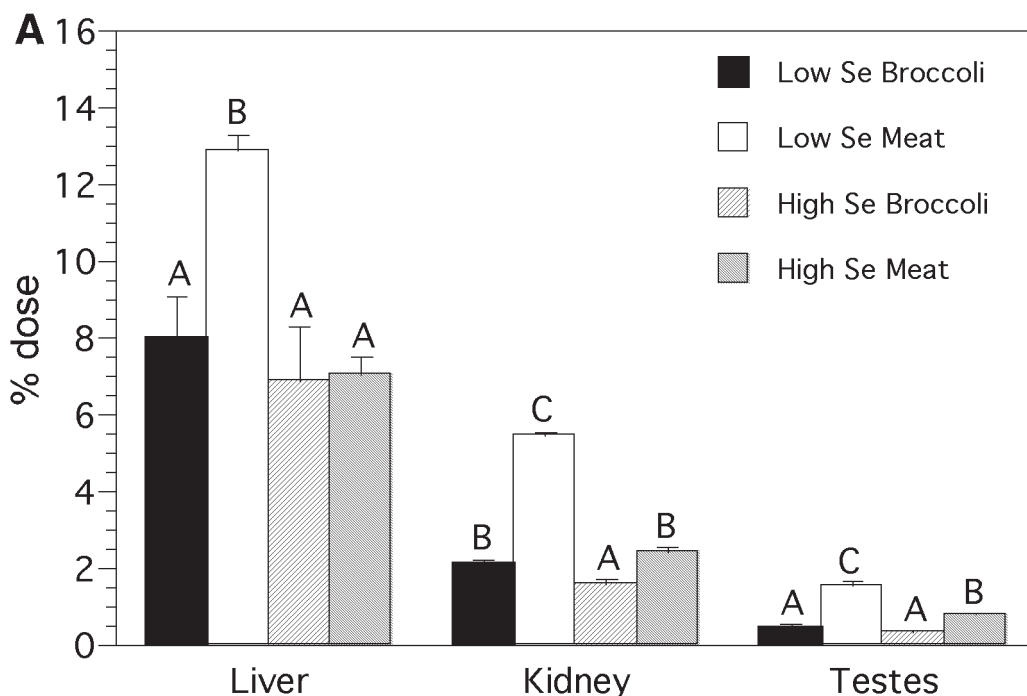 A
16
14
12
10
8
6
4
2
0
% dose
Low Se Broccoli
Low Se Meat
High Se Broccoli
High Se Meat
A B A A
B C A B
A C A B
Liver Kidney Testes